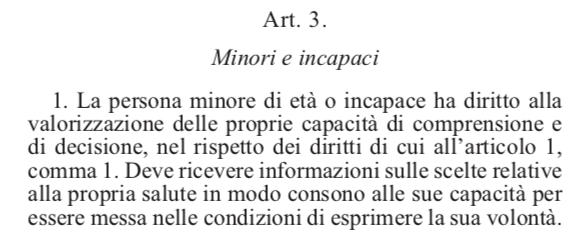 Art. 3.
Minori e incapaci
1. La persona minore di età o incapace ha diritto alla
valorizzazione delle proprie capacità di comprensione e
di decisione, nel rispetto dei diritti di cui all’articolo 1,
comma 1. Deve ricevere informazioni sulle scelte relative
alla propria salute in modo consono alle sue capacità per
essere messa nelle condizioni di esprimere la sua volontà.